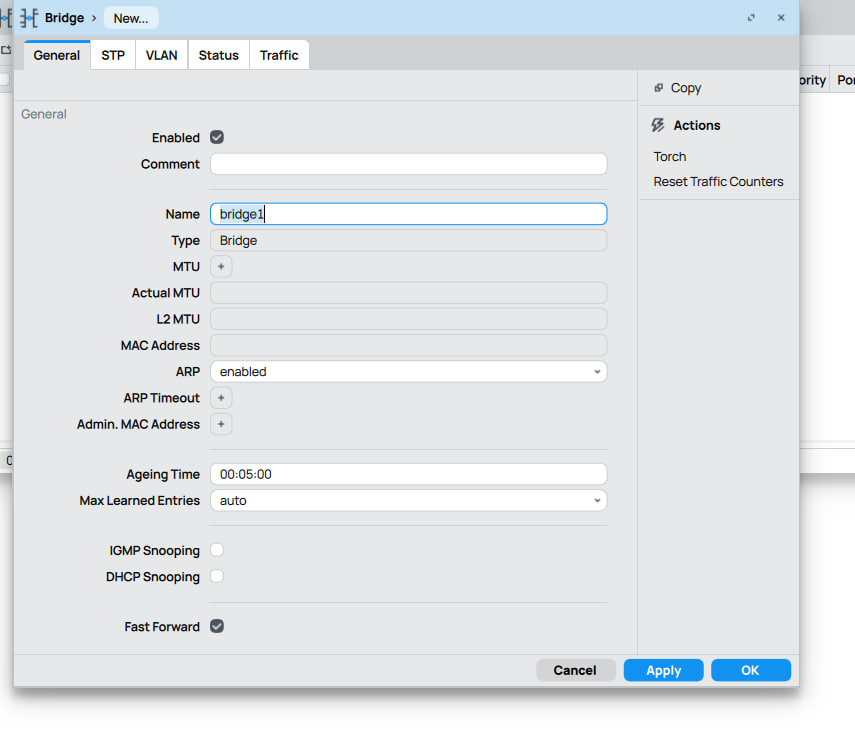 Bridge › New...
General STP VLAN Status Traffic
ority Por
Copy
General
Actions
Enabled
Comment
Torch
Reset Traffic Counters
Name bridge1
Type Bridge
MTU +
Actual MTU
L2 MTU
MAC Address
ARP enabled
ARP Timeout +
Admin. MAC Address +
0
Ageing Time 00:05:00
Max Learned Entries auto
IGMP Snooping
DHCP Snooping
Fast Forward
Cancel Apply OK